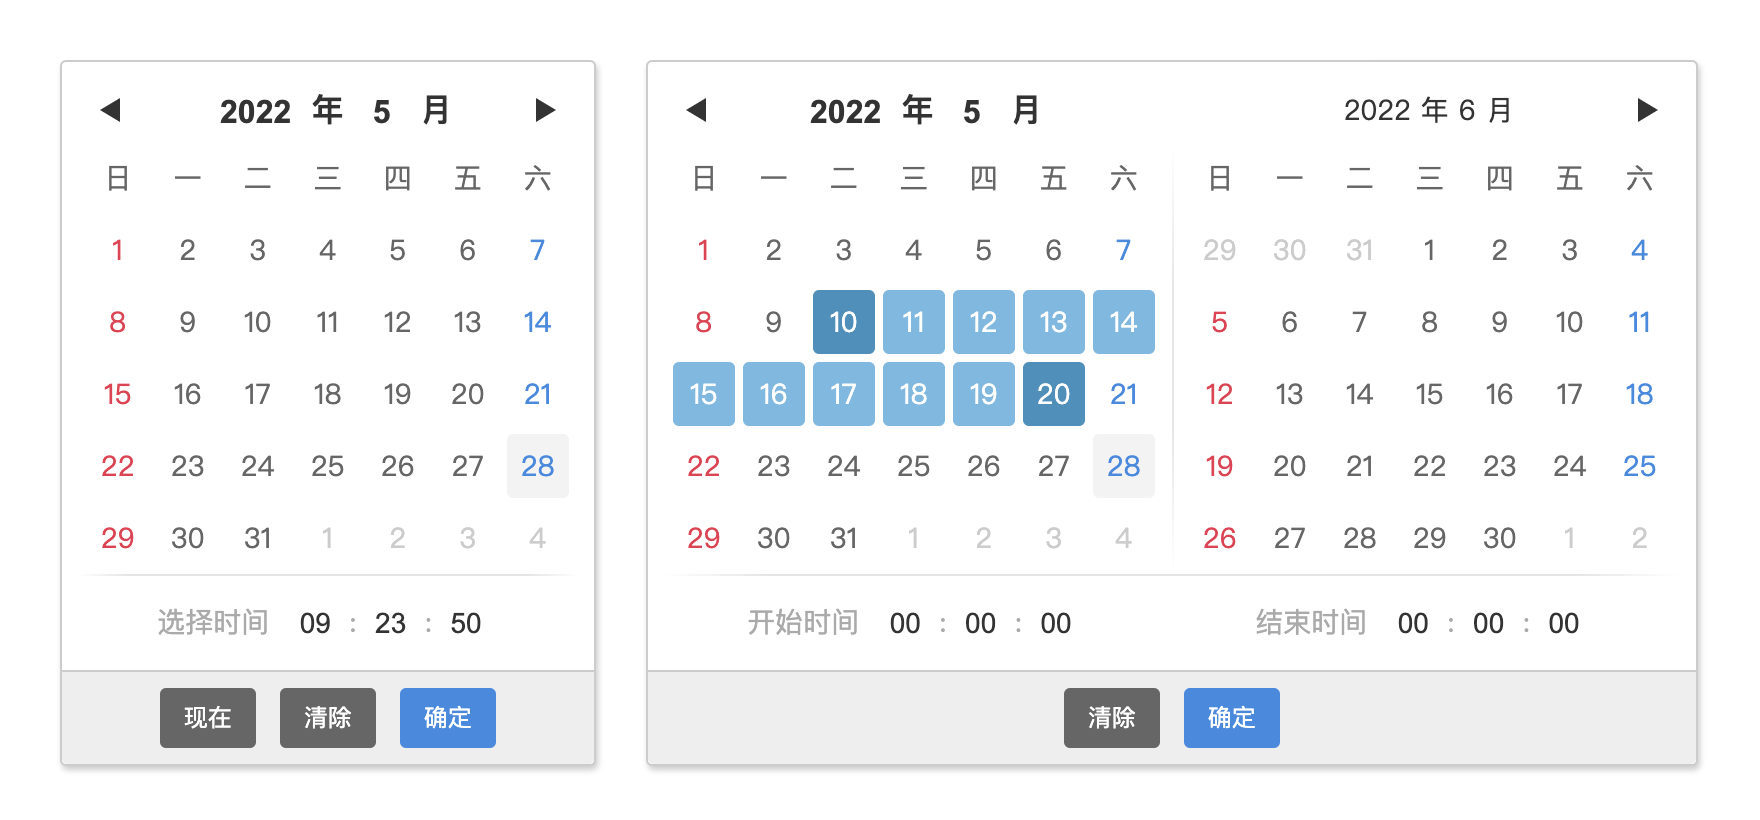 ◀ 2022 年 5 月 ▶
日 一 二 三 四 五 六
1 2 3 4 5 6 7
8 9 10 11 12 13 14
15 16 17 18 19 20 21
22 23 24 25 26 27 28
29 30 31 1 2 3 4
选择时间 09 : 23 : 50
现在 清除 确定
◀ 2022 年 5 月
日 一 二 三 四 五 六
1 2 3 4 5 6 7
8 9 10 11 12 13 14
15 16 17 18 19 20 21
22 23 24 25 26 27 28
29 30 31 1 2 3 4
2022 年 6 月 ▶
日 一 二 三 四 五 六
29 30 31 1 2 3 4
5 6 7 8 9 10 11
12 13 14 15 16 17 18
19 20 21 22 23 24 25
26 27 28 29 30 1 2
开始时间 00 : 00 : 00
结束时间 00 : 00 : 00
清除 确定